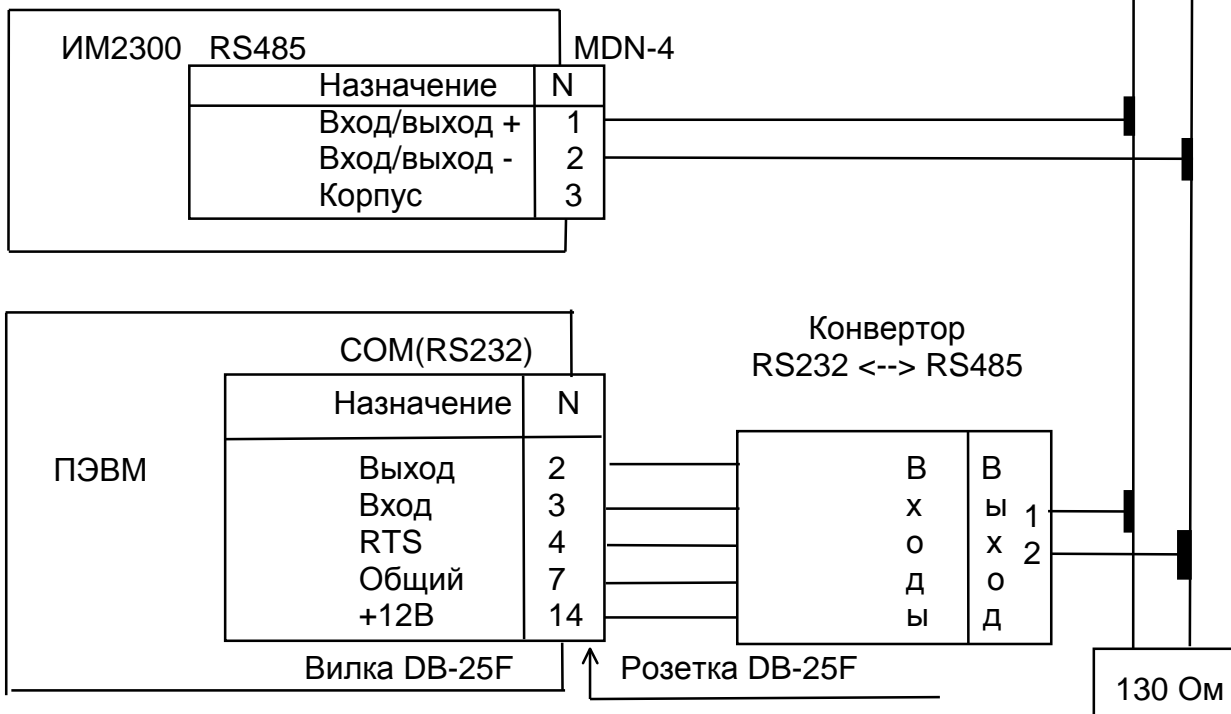 ИМ2300 RS485 MDN-4
Назначение N
Вход/выход + 1
Вход/выход - 2
Корпус 3
COM(RS232)
Назначение N
ПЭВМ
Выход 2
Вход 3
RTS 4
Общий 7
+12В 14
Вилка DB-25F
Розетка DB-25F
Конвертор
RS232 <--> RS485
Входы
Выход
1
2
130 Ом